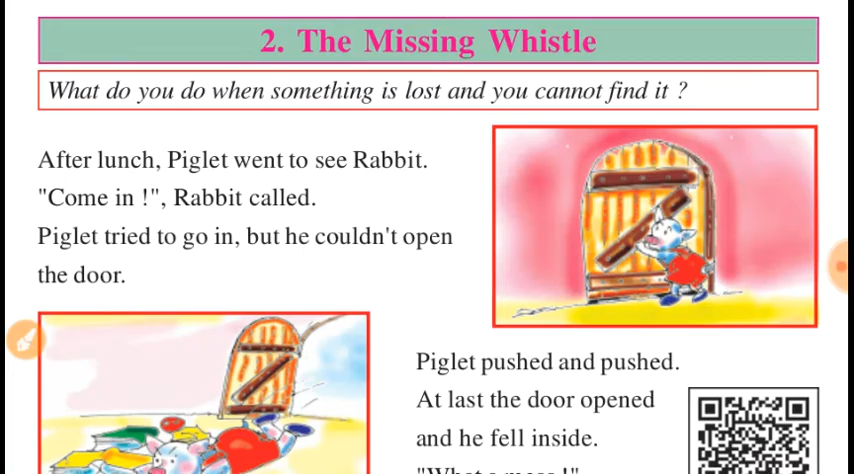 2. The Missing Whistle
What do you do when something is lost and you cannot find it ?
After lunch, Piglet went to see Rabbit.
"Come in !", Rabbit called.
Piglet tried to go in, but he couldn't open
the door.
Piglet pushed and pushed.
At last the door opened
and he fell inside.
"What a mess !"